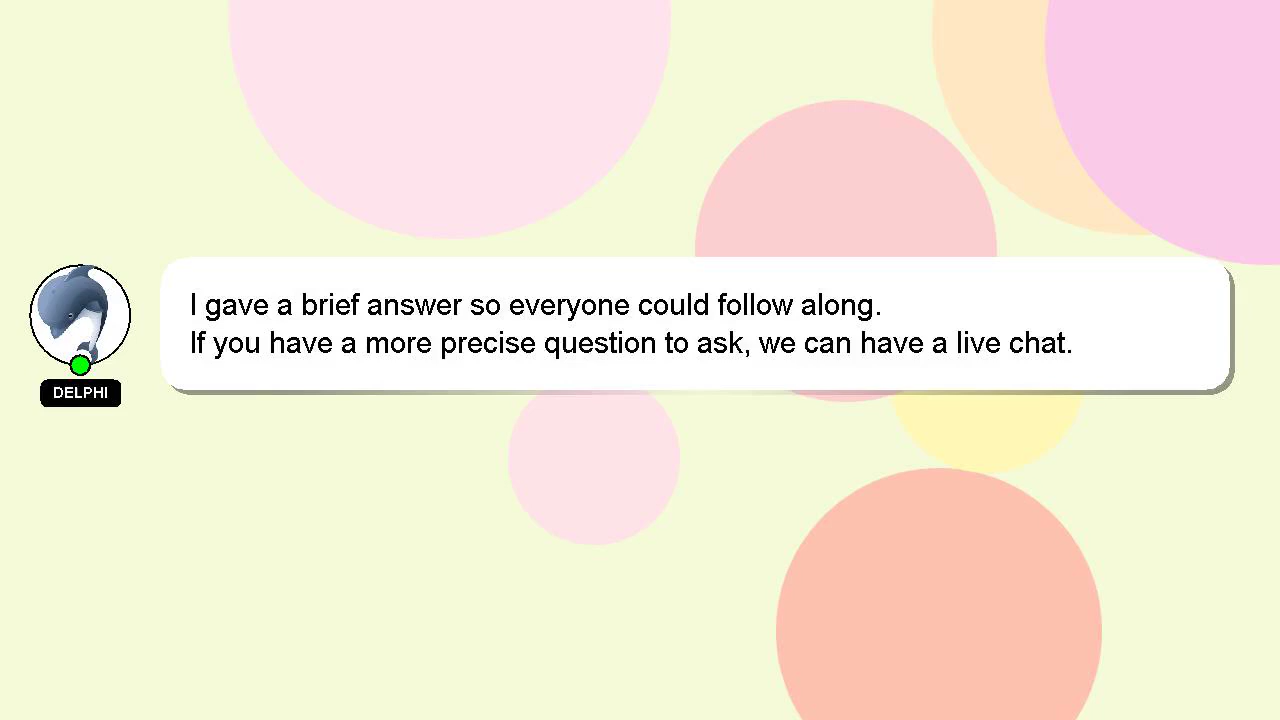 I gave a brief answer so everyone could follow along.
If you have a more precise question to ask, we can have a live chat.
DELPHI